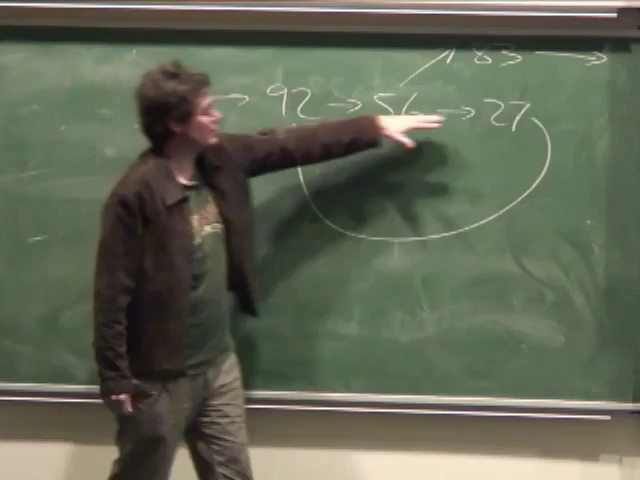 83 →
→ 92 → 56 → 27